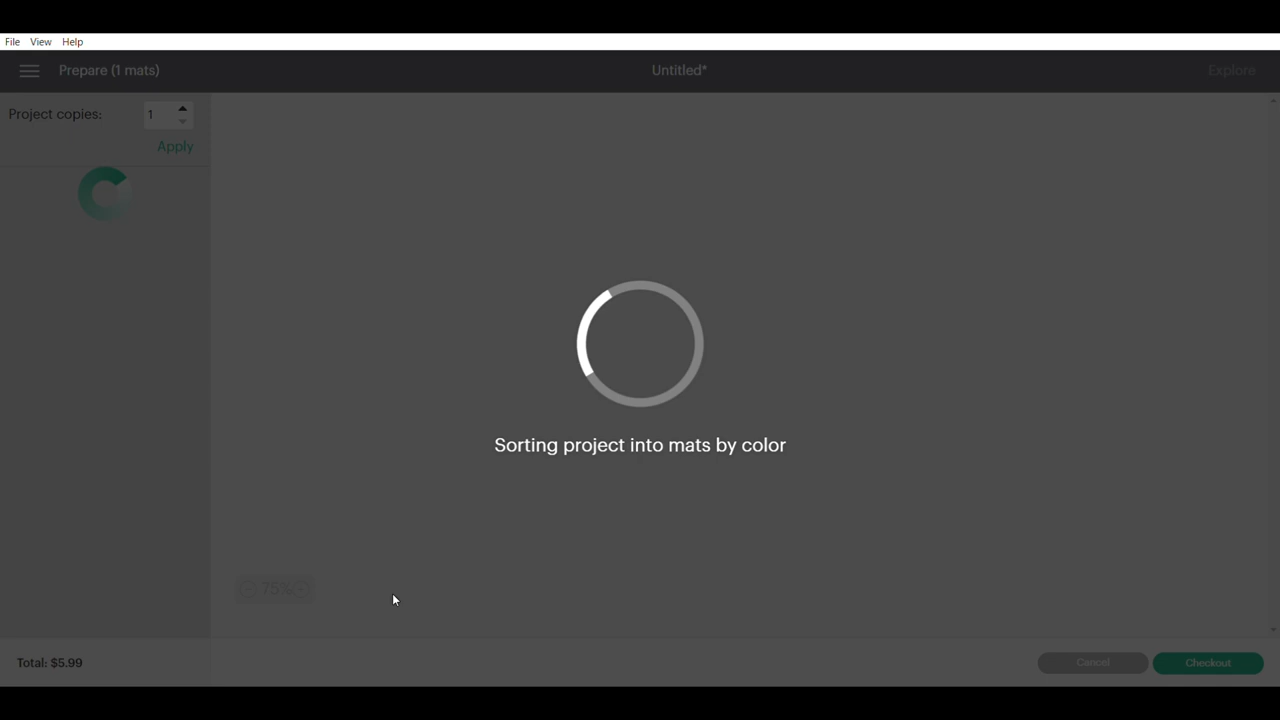 File View Help
Prepare (1 mats) Untitled* Explore
Project copies: 1
Apply
Sorting project into mats by color
75%
Total: $5.99 Cancel Checkout